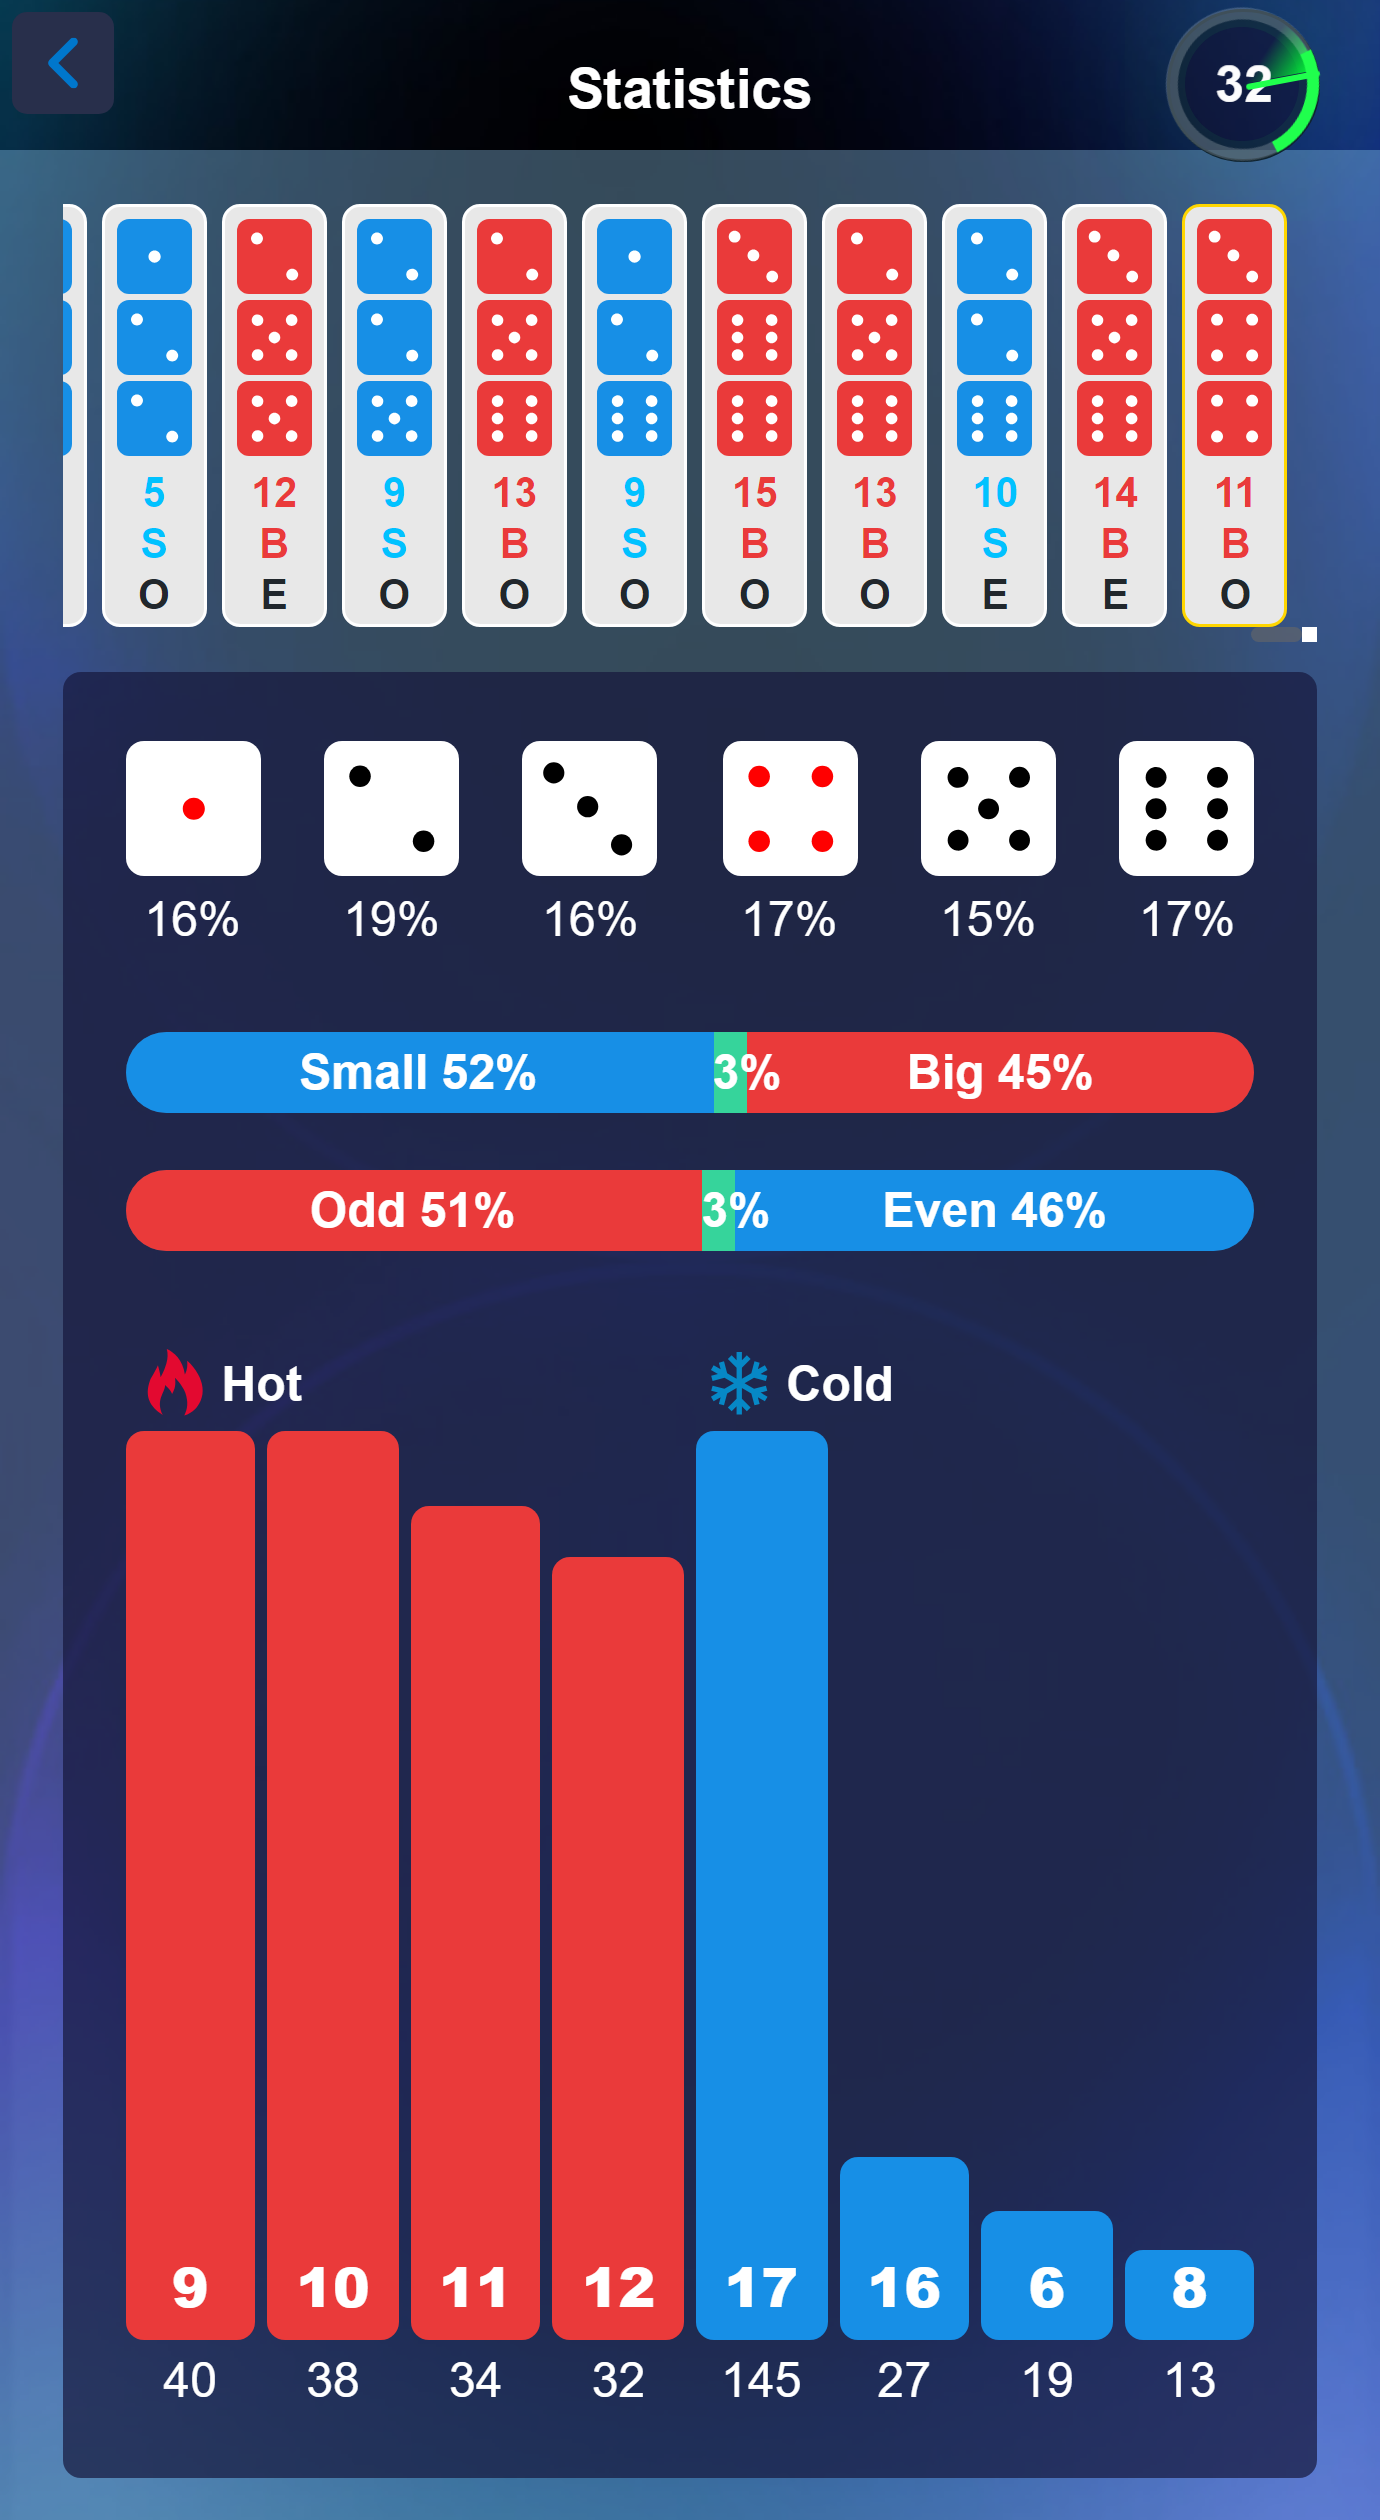 Statistics
32
5 12 9 13 9 15 13 10 14 11
S B S B S B B S B B
O E O O O O O E E O
16% 19% 16% 17% 15% 17%
Small 52% 3% Big 45%
Odd 51% 3% Even 46%
Hot Cold
9 10 11 12 17 16 6 8
40 38 34 32 145 27 19 13